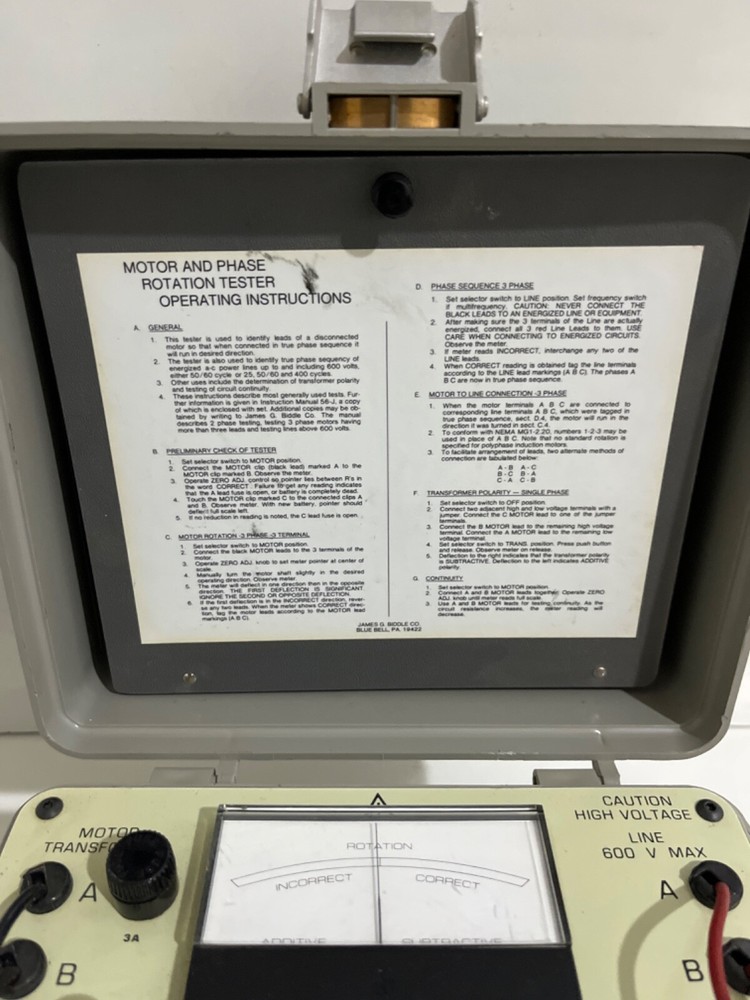 MOTOR AND PHASE
ROTATION TESTER
OPERATING INSTRUCTIONS
A. GENERAL
1. This tester is used to identify leads of a disconnected
motor so that when connected in true phase sequence it
will run in desired direction.
2. The tester is also used to identify true phase sequency of
energized a-c power lines up to and including 600 volts,
either 50/60 cycle or 25, 50/60 and 400 cycles.
3. Other uses include the determination of transformer polarity
and testing of circuit continuity.
4. These instructions describe most generally used tests. Fur-
ther information is given in Instruction Manual 56-J, a copy
of which is enclosed with set. Additional copies may be ob-
tained by writing to James G. Biddle Co. The manual
describes 2 phase testing, testing 3 phase motors having
more than three leads and testing lines above 600 volts.
B. PRELIMINARY CHECK OF TESTER
1. Set selector switch to MOTOR position.
2. Connect the MOTOR clip (black lead) marked A to the
MOTOR clip marked B. Observe the meter.
3. Operate ZERO ADJ. control so pointer lies between R's in
the word CORRECT. Failure to get any reading indicates
that the A lead fuse is open, or battery is completely dead.
4. Touch the MOTOR clip marked C to the connected clips A
and B. Observe Meter. With new battery, pointer should
deflect full scale left.
5. If no reduction in reading is noted, the C lead fuse is open.
C. MOTOR ROTATION -3 PHASE -3 TERMINAL
1. Set selector switch to MOTOR position.
2. Connect the black MOTOR leads to the 3 terminals of the
motor.
3. Operate ZERO ADJ. knob to set meter pointer at center of
scale.
4. Manually turn the motor shaft slightly in the desired
operating direction. Observe meter.
5. The meter will deflect in one direction then in the opposite
direction. THE FIRST DEFLECTION IS SIGNIFICANT.
IGNORE THE SECOND OR OPPOSITE DEFLECTION.
6. If the first deflection is in the INCORRECT direction, rever-
se any two leads. When the meter shows CORRECT direc-
tion, tag the motor leads according to the MOTOR lead
markings (A B C).
D. PHASE SEQUENCE 3 PHASE
1. Set selector switch to LINE position. Set frequency switch
if multifrequency. CAUTION: NEVER CONNECT THE
BLACK LEADS TO AN ENERGIZED LINE OR EQUIPMENT.
2. After making sure the 3 terminals of the Line are actually
energized, connect all 3 red Line Leads to them. USE
CARE WHEN CONNECTING TO ENERGIZED CIRCUITS.
Observe the meter.
3. If meter reads INCORRECT, interchange any two of the
LINE leads.
4. When CORRECT reading is obtained tag the line terminals
according to the LINE lead markings (A B C). The phases A
B C are now in true phase sequence.
E. MOTOR TO LINE CONNECTION -3 PHASE
1. When the motor terminals A B C are connected to
corresponding line terminals A B C, which were tagged in
true phase sequence, sect. D.4, the motor will run in the
direction it was turned in sect. C.4.
2. To conform with NEMA MG1-2.20, numbers 1-2-3 may be
used in place of A B C. Note that no standard rotation is
specified for polyphase induction motors.
3. To facilitate arrangement of leads, two alternate methods of
connection are tabulated below:
A - B A - C
B - C B - A
C - A C - B
F. TRANSFORMER POLARITY — SINGLE PHASE
1. Set selector switch to OFF position.
2. Connect two adjacent high and low voltage terminals with a
jumper. Connect the C MOTOR lead to one of the jumper
terminals.
3. Connect the B MOTOR lead to the remaining high voltage
terminal. Connect the A MOTOR lead to the remaining low
voltage terminal.
4. Set selector switch to TRANS. position. Press push button
and release. Observe meter on release.
5. Deflection to the right indicates that the transformer polarity
is SUBTRACTIVE. Deflection to the left indicates ADDITIVE
polarity.
G. CONTINUITY
1. Set selector switch to MOTOR position.
2. Connect A and B MOTOR leads together. Operate ZERO
ADJ. knob until meter reads full scale.
3. Use A and B MOTOR leads for testing continuity. As the
circuit resistance increases, the meter reading will
decrease.
JAMES G. BIDDLE CO.
BLUE BELL, PA. 19422
MOTOR
TRANSFO
A
B
3A
ROTATION
INCORRECT CORRECT
ADDITIVE SUBTRACTIVE
CAUTION
HIGH VOLTAGE
LINE
600 V MAX
A
B